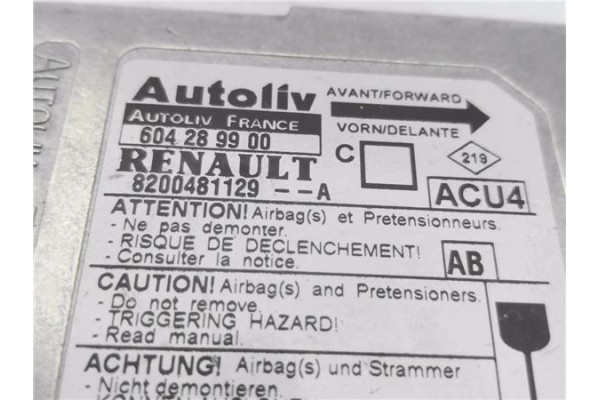 Autoliv
AVANT/FORWARD
AUTOLIV FRANCE
VORN/DELANTE
604 28 99 00
RENAULT
C
219
8200481129 --A
ACU4
ATTENTION! Airbag(s) et Pretensionneurs.
- Ne pas demonter.
- RISQUE DE DECLENCHEMENT!
- Consulter la notice.
AB
CAUTION! Airbag(s) and Pretensioners.
- Do not remove.
- TRIGGERING HAZARD!
- Read manual.
ACHTUNG! Airbag(s) und Strammer
- Nicht demontieren.